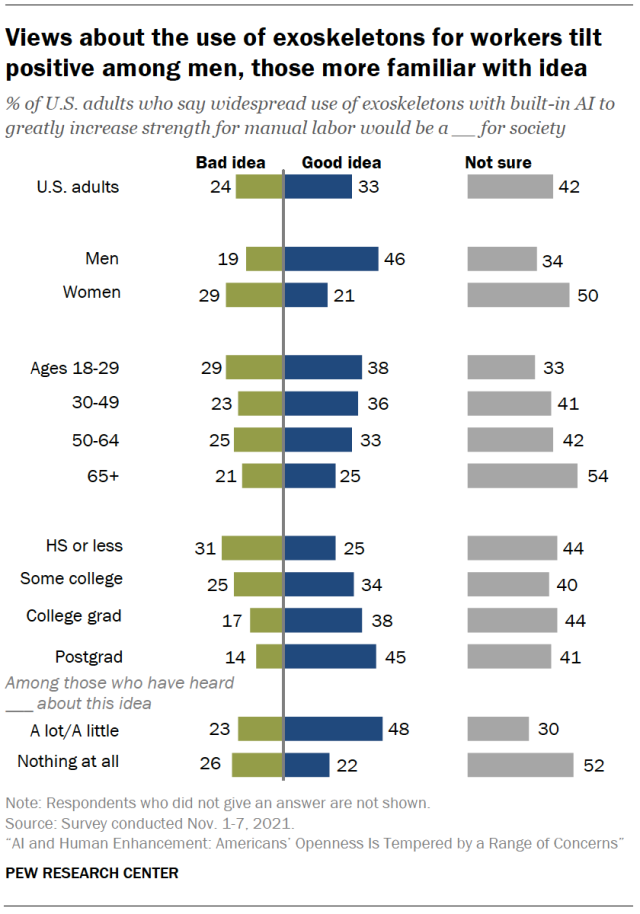 Views about the use of exoskeletons for workers tilt
positive among men, those more familiar with idea
% of U.S. adults who say widespread use of exoskeletons with built-in AI to
greatly increase strength for manual labor would be a __ for society
Bad idea Good idea Not sure
U.S. adults 24 33 42
Men 19 46 34
Women 29 21 50
Ages 18-29 29 38 33
30-49 23 36 41
50-64 25 33 42
65+ 21 25 54
HS or less 31 25 44
Some college 25 34 40
College grad 17 38 44
Postgrad 14 45 41
Among those who have heard
___ about this idea
A lot/A little 23 48 30
Nothing at all 26 22 52
Note: Respondents who did not give an answer are not shown.
Source: Survey conducted Nov. 1-7, 2021.
“AI and Human Enhancement: Americans’ Openness Is Tempered by a Range of Concerns”
PEW RESEARCH CENTER